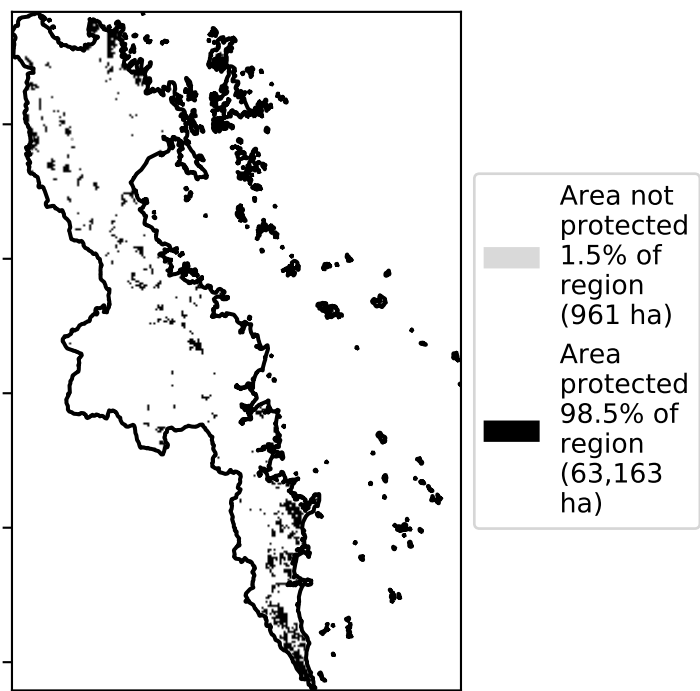 Area not
protected
1.5% of
region
(961 ha)
Area
protected
98.5% of
region
(63,163
ha)